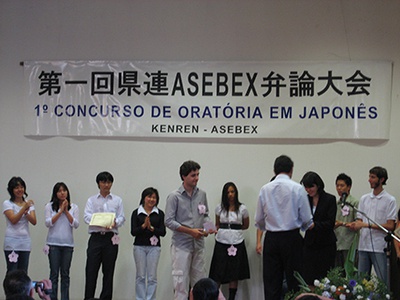 第一回県連ASEBEX弁論大会
1º CONCURSO DE ORATÓRIA EM JAPONÊS
KENREN - ASEBEX